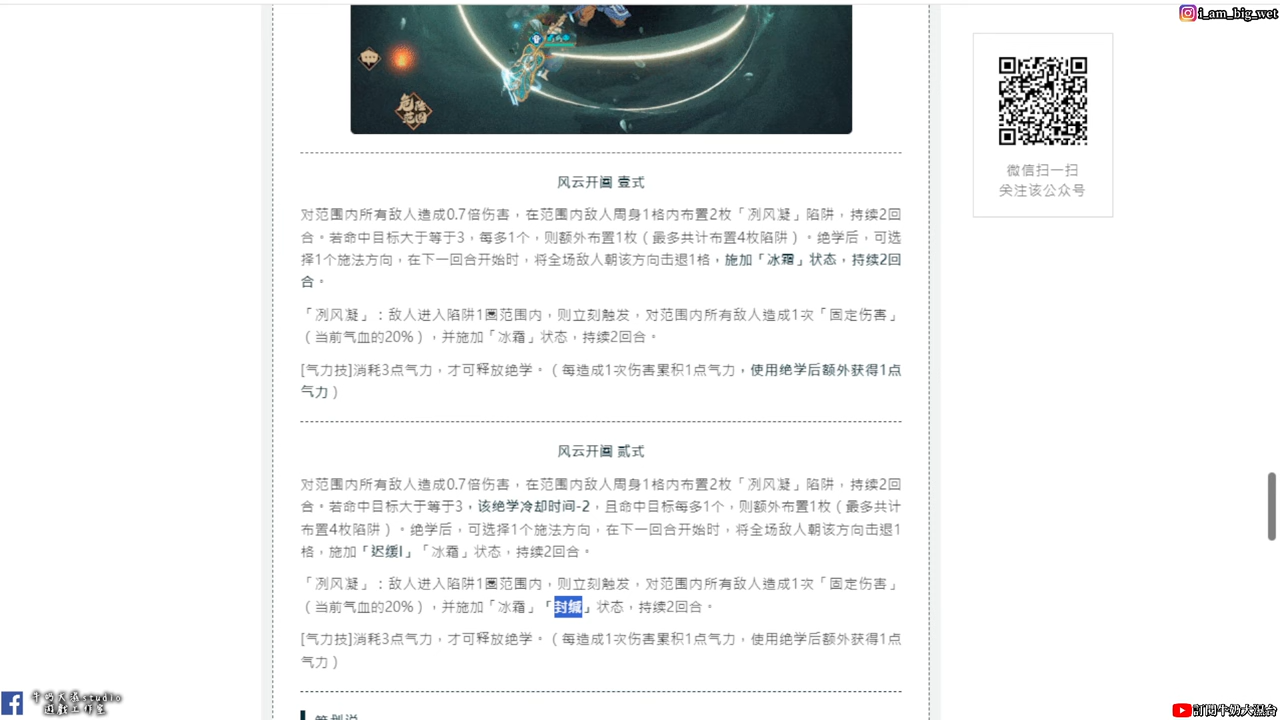 i_am_big_wet
危险
范围
微信扫一扫
关注该公众号
风云开阖 壹式
对范围内所有敌人造成0.7倍伤害，在范围内敌人周身1格内布置2枚「冽风凝」陷阱，持续2回
合。若命中目标大于等于3，每多1个，则额外布置1枚（最多共计布置4枚陷阱）。绝学后，可选
择1个施法方向，在下一回合开始时，将全场敌人朝该方向击退1格，施加「冰霜」状态，持续2回
合。
「冽风凝」：敌人进入陷阱1圈范围内，则立刻触发，对范围内所有敌人造成1次「固定伤害」
（当前气血的20%），并施加「冰霜」状态，持续2回合。
[气力技]消耗3点气力，才可释放绝学。（每造成1次伤害累积1点气力，使用绝学后额外获得1点
气力）
风云开阖 贰式
对范围内所有敌人造成0.7倍伤害，在范围内敌人周身1格内布置2枚「冽风凝」陷阱，持续2回
合。若命中目标大于等于3，该绝学冷却时间-2，且命中目标每多1个，则额外布置1枚（最多共计
布置4枚陷阱）。绝学后，可选择1个施法方向，在下一回合开始时，将全场敌人朝该方向击退1
格，施加「迟缓I」「冰霜」状态，持续2回合。
「冽风凝」：敌人进入陷阱1圈范围内，则立刻触发，对范围内所有敌人造成1次「固定伤害」
（当前气血的20%），并施加「冰霜」「封缄」状态，持续2回合。
[气力技]消耗3点气力，才可释放绝学。（每造成1次伤害累积1点气力，使用绝学后额外获得1点
气力）
牛奶大濕studio
遊戲工作室
訂閱牛奶大濕合